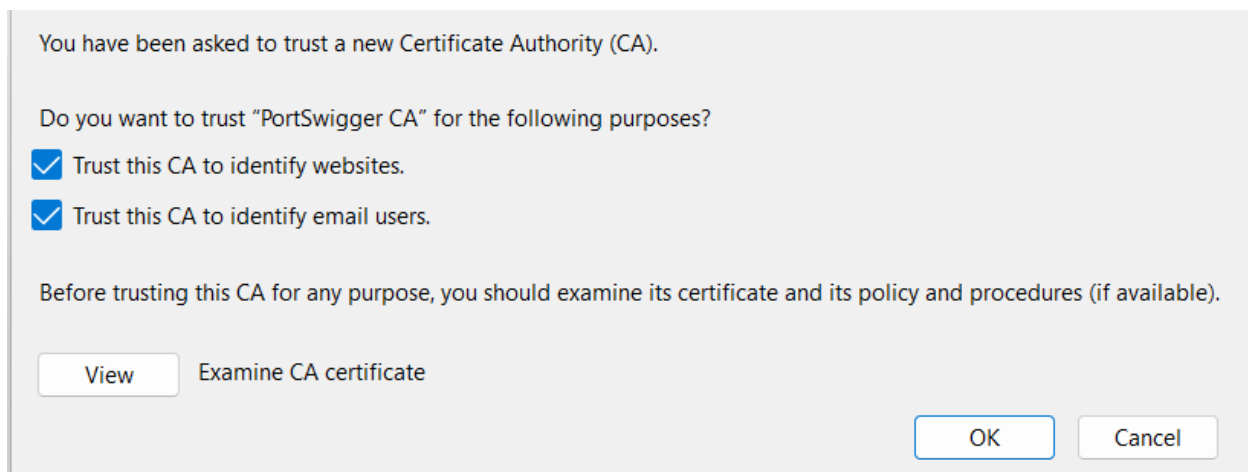 You have been asked to trust a new Certificate Authority (CA).
Do you want to trust “PortSwigger CA” for the following purposes?
Trust this CA to identify websites.
Trust this CA to identify email users.
Before trusting this CA for any purpose, you should examine its certificate and its policy and procedures (if available).
View Examine CA certificate
OK Cancel